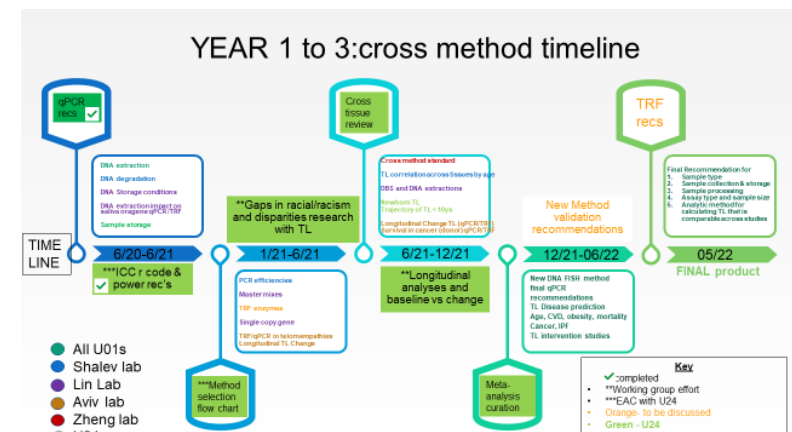 YEAR 1 to 3:cross method timeline
qPCR
recs
Cross
tissue
review
TRF
recs
DNA extraction
DNA degradation
DNA Storage conditions
DNA extraction impact on
saliva oragene qPCR/TRF
Sample storage
**Gaps in racial/racism
and disparities research
with TL
Cross method standard
TL correlation across tissues by age
DBS and DNA extractions
Newborn TL
Trajectory of TL <10ys
Longitudinal Change TL (qPCR/TRF)
Survival in cancer (donor) qPCR/TRF
New Method
validation
recommendations
Final Recommendation for
1. Sample type
2. Sample collection & storage
3. Sample processing
4. Assay type and sample size
5. Analytic method for
calculating TL that is
comparable across studies
TIME
LINE
6/20-6/21
1/21-6/21
6/21-12/21
12/21-06/22
05/22
FINAL product
***ICC r code &
power rec's
PCR efficiencies
Master mixes
TRF enzymes
Single copy gene
TRF/qPCR in telomeropathies
Longitudinal TL Change
**Longitudinal
analyses and
baseline vs change
New DNA FISH method
final qPCR
recommendations
TL Disease prediction
Age, CVD, obesity, mortality
Cancer, IPF
TL intervention studies
***Method
selection
flow chart
Meta-
analysis
curation
All U01s
Shalev lab
Lin Lab
Aviv lab
Zheng lab
Key
completed
**Working group effort
***EAC with U24
Orange- to be discussed
Green - U24